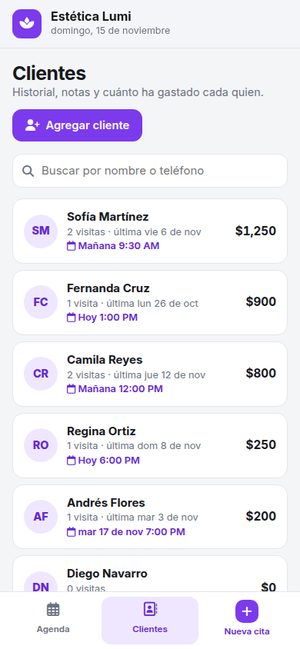 Estética Lumi
domingo, 15 de noviembre
Clientes
Historial, notas y cuánto ha gastado cada quien.
Agregar cliente
Buscar por nombre o teléfono
SM
Sofía Martínez
2 visitas · última vie 6 de nov
Mañana 9:30 AM
$1,250
FC
Fernanda Cruz
1 visita · última lun 26 de oct
Hoy 1:00 PM
$900
CR
Camila Reyes
2 visitas · última jue 12 de nov
Mañana 12:00 PM
$800
RO
Regina Ortiz
1 visita · última dom 8 de nov
Hoy 6:00 PM
$250
AF
Andrés Flores
1 visita · última mar 3 de nov
mar 17 de nov 7:00 PM
$200
DN
Diego Navarro
0 visitas
$0
Agenda
Clientes
Nueva cita